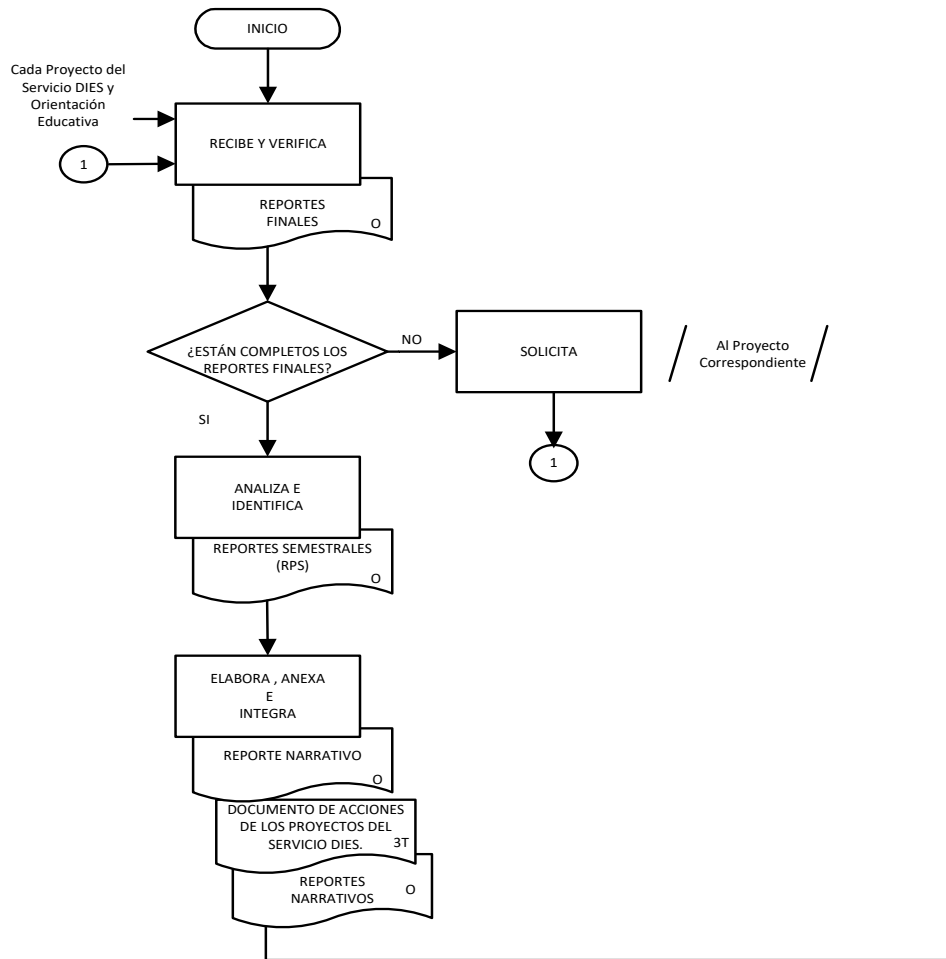 INICIO
Cada Proyecto del
Servicio DIES y
Orientación
Educativa
1
RECIBE Y VERIFICA
REPORTES
FINALES
O
¿ESTÁN COMPLETOS LOS
REPORTES FINALES?
NO
SOLICITA
Al Proyecto
Correspondiente
1
SI
ANALIZA E
IDENTIFICA
REPORTES SEMESTRALES
(RPS)
O
ELABORA , ANEXA
E
INTEGRA
REPORTE NARRATIVO
O
DOCUMENTO DE ACCIONES
DE LOS PROYECTOS DEL
SERVICIO DIES.
3T
REPORTES
NARRATIVOS
O